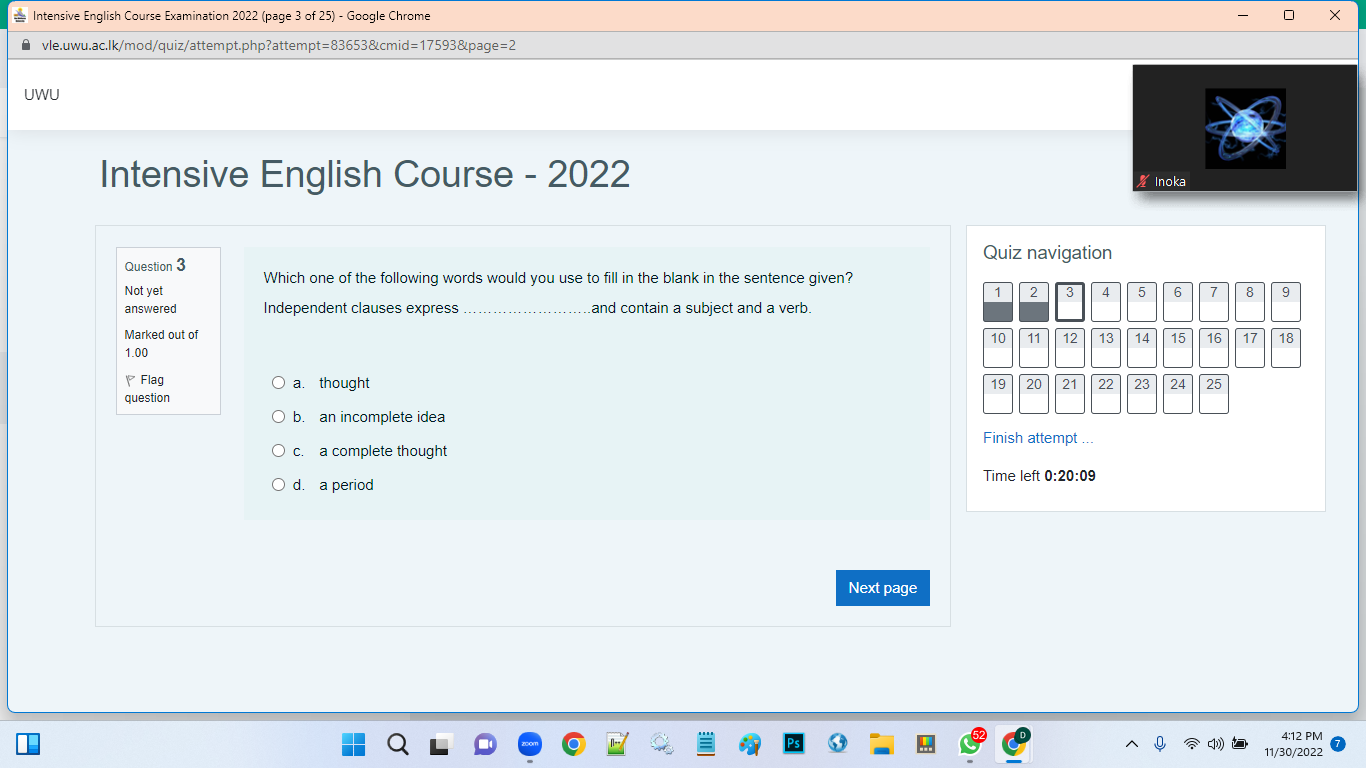 Intensive English Course Examination 2022 (page 3 of 25) - Google Chrome
vle.uwu.ac.lk/mod/quiz/attempt.php?attempt=83653&cmid=17593&page=2
UWU
Inoka
Intensive English Course - 2022
Question 3
Not yet
answered
Marked out of
1.00
Flag
question
Which one of the following words would you use to fill in the blank in the sentence given?
Independent clauses express ……………………..and contain a subject and a verb.
a. thought
b. an incomplete idea
c. a complete thought
d. a period
Next page
Quiz navigation
1 2 3 4 5 6 7 8 9
10 11 12 13 14 15 16 17 18
19 20 21 22 23 24 25
Finish attempt ...
Time left 0:20:09
zoom
Ps
52
D
4:12 PM
11/30/2022
7